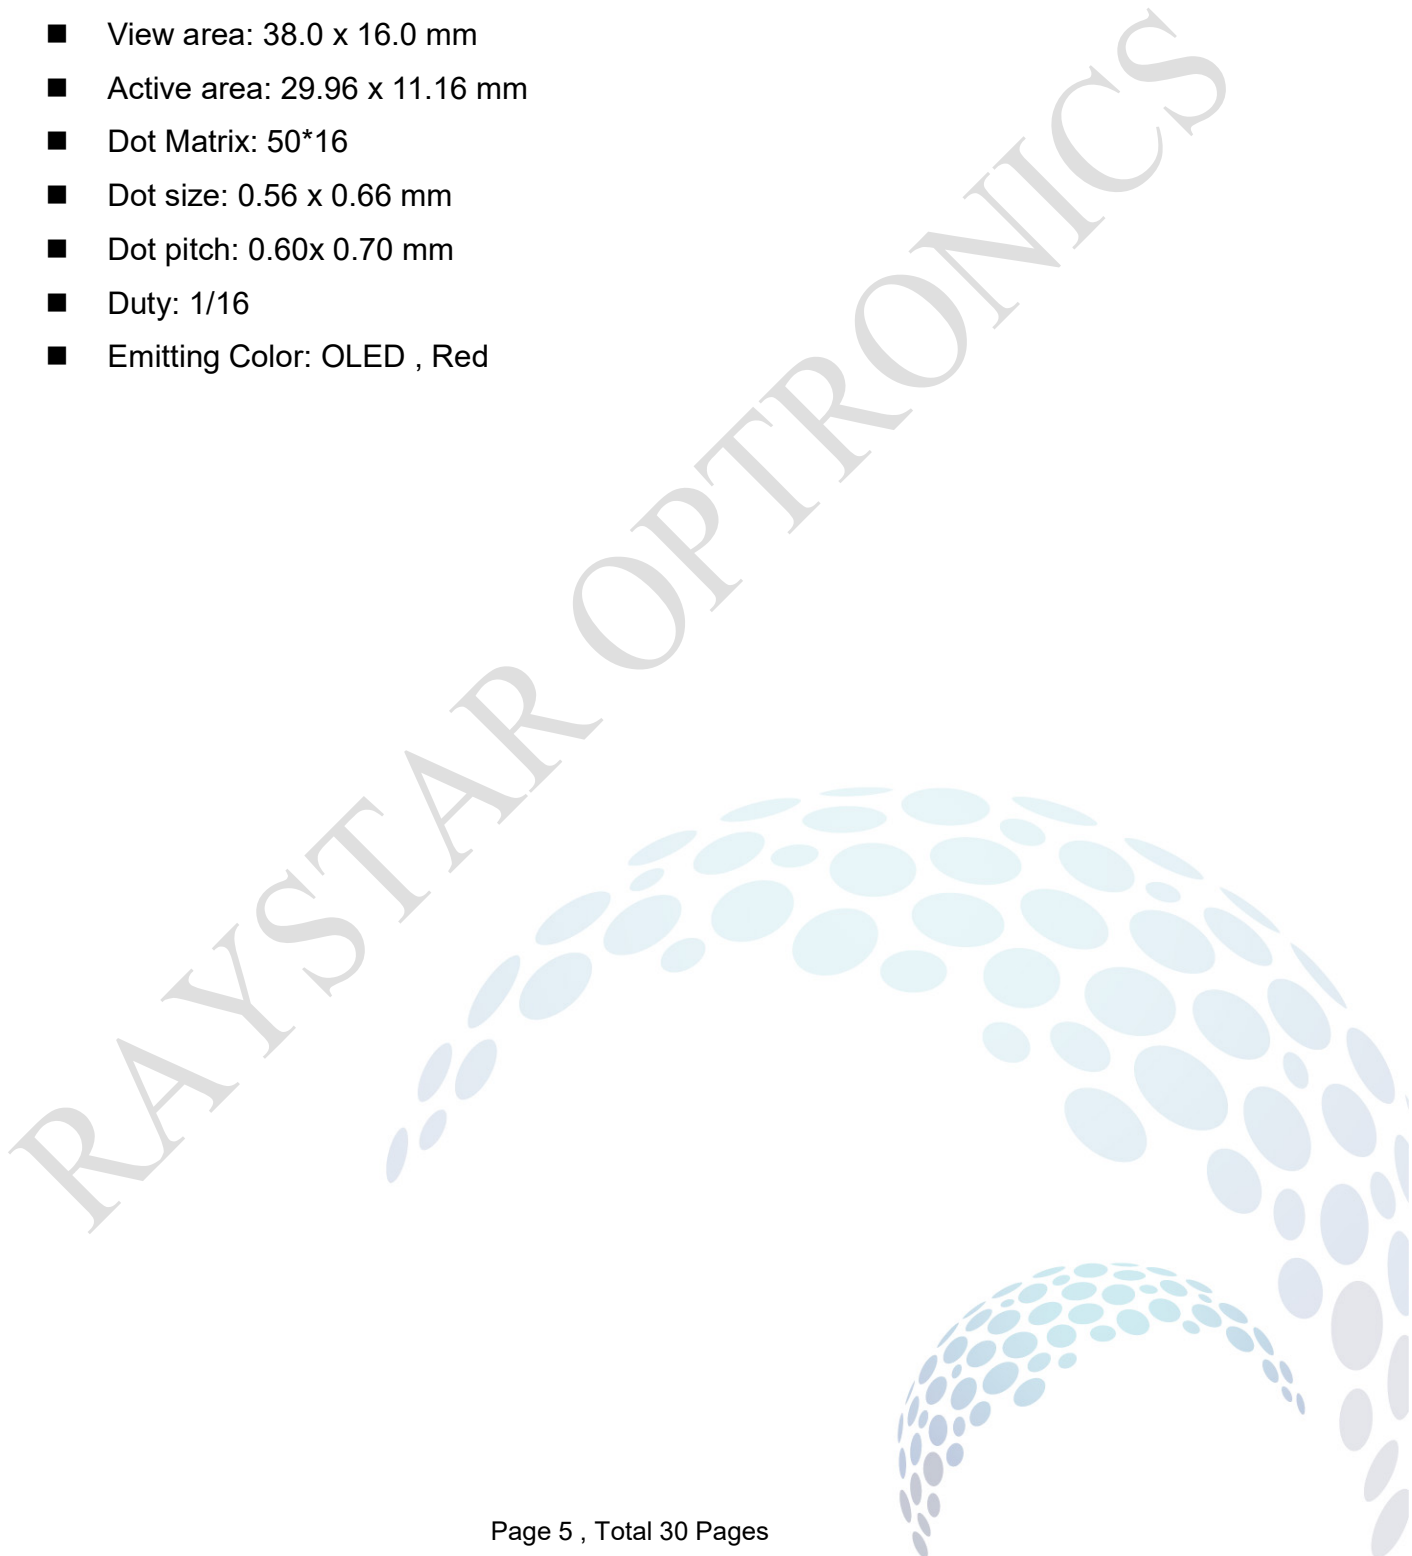 ■ View area: 38.0 x 16.0 mm
■ Active area: 29.96 x 11.16 mm
■ Dot Matrix: 50*16
■ Dot size: 0.56 x 0.66 mm
■ Dot pitch: 0.60x 0.70 mm
■ Duty: 1/16
■ Emitting Color: OLED , Red
RAYSTAR OPTRONICS
Page 5 , Total 30 Pages